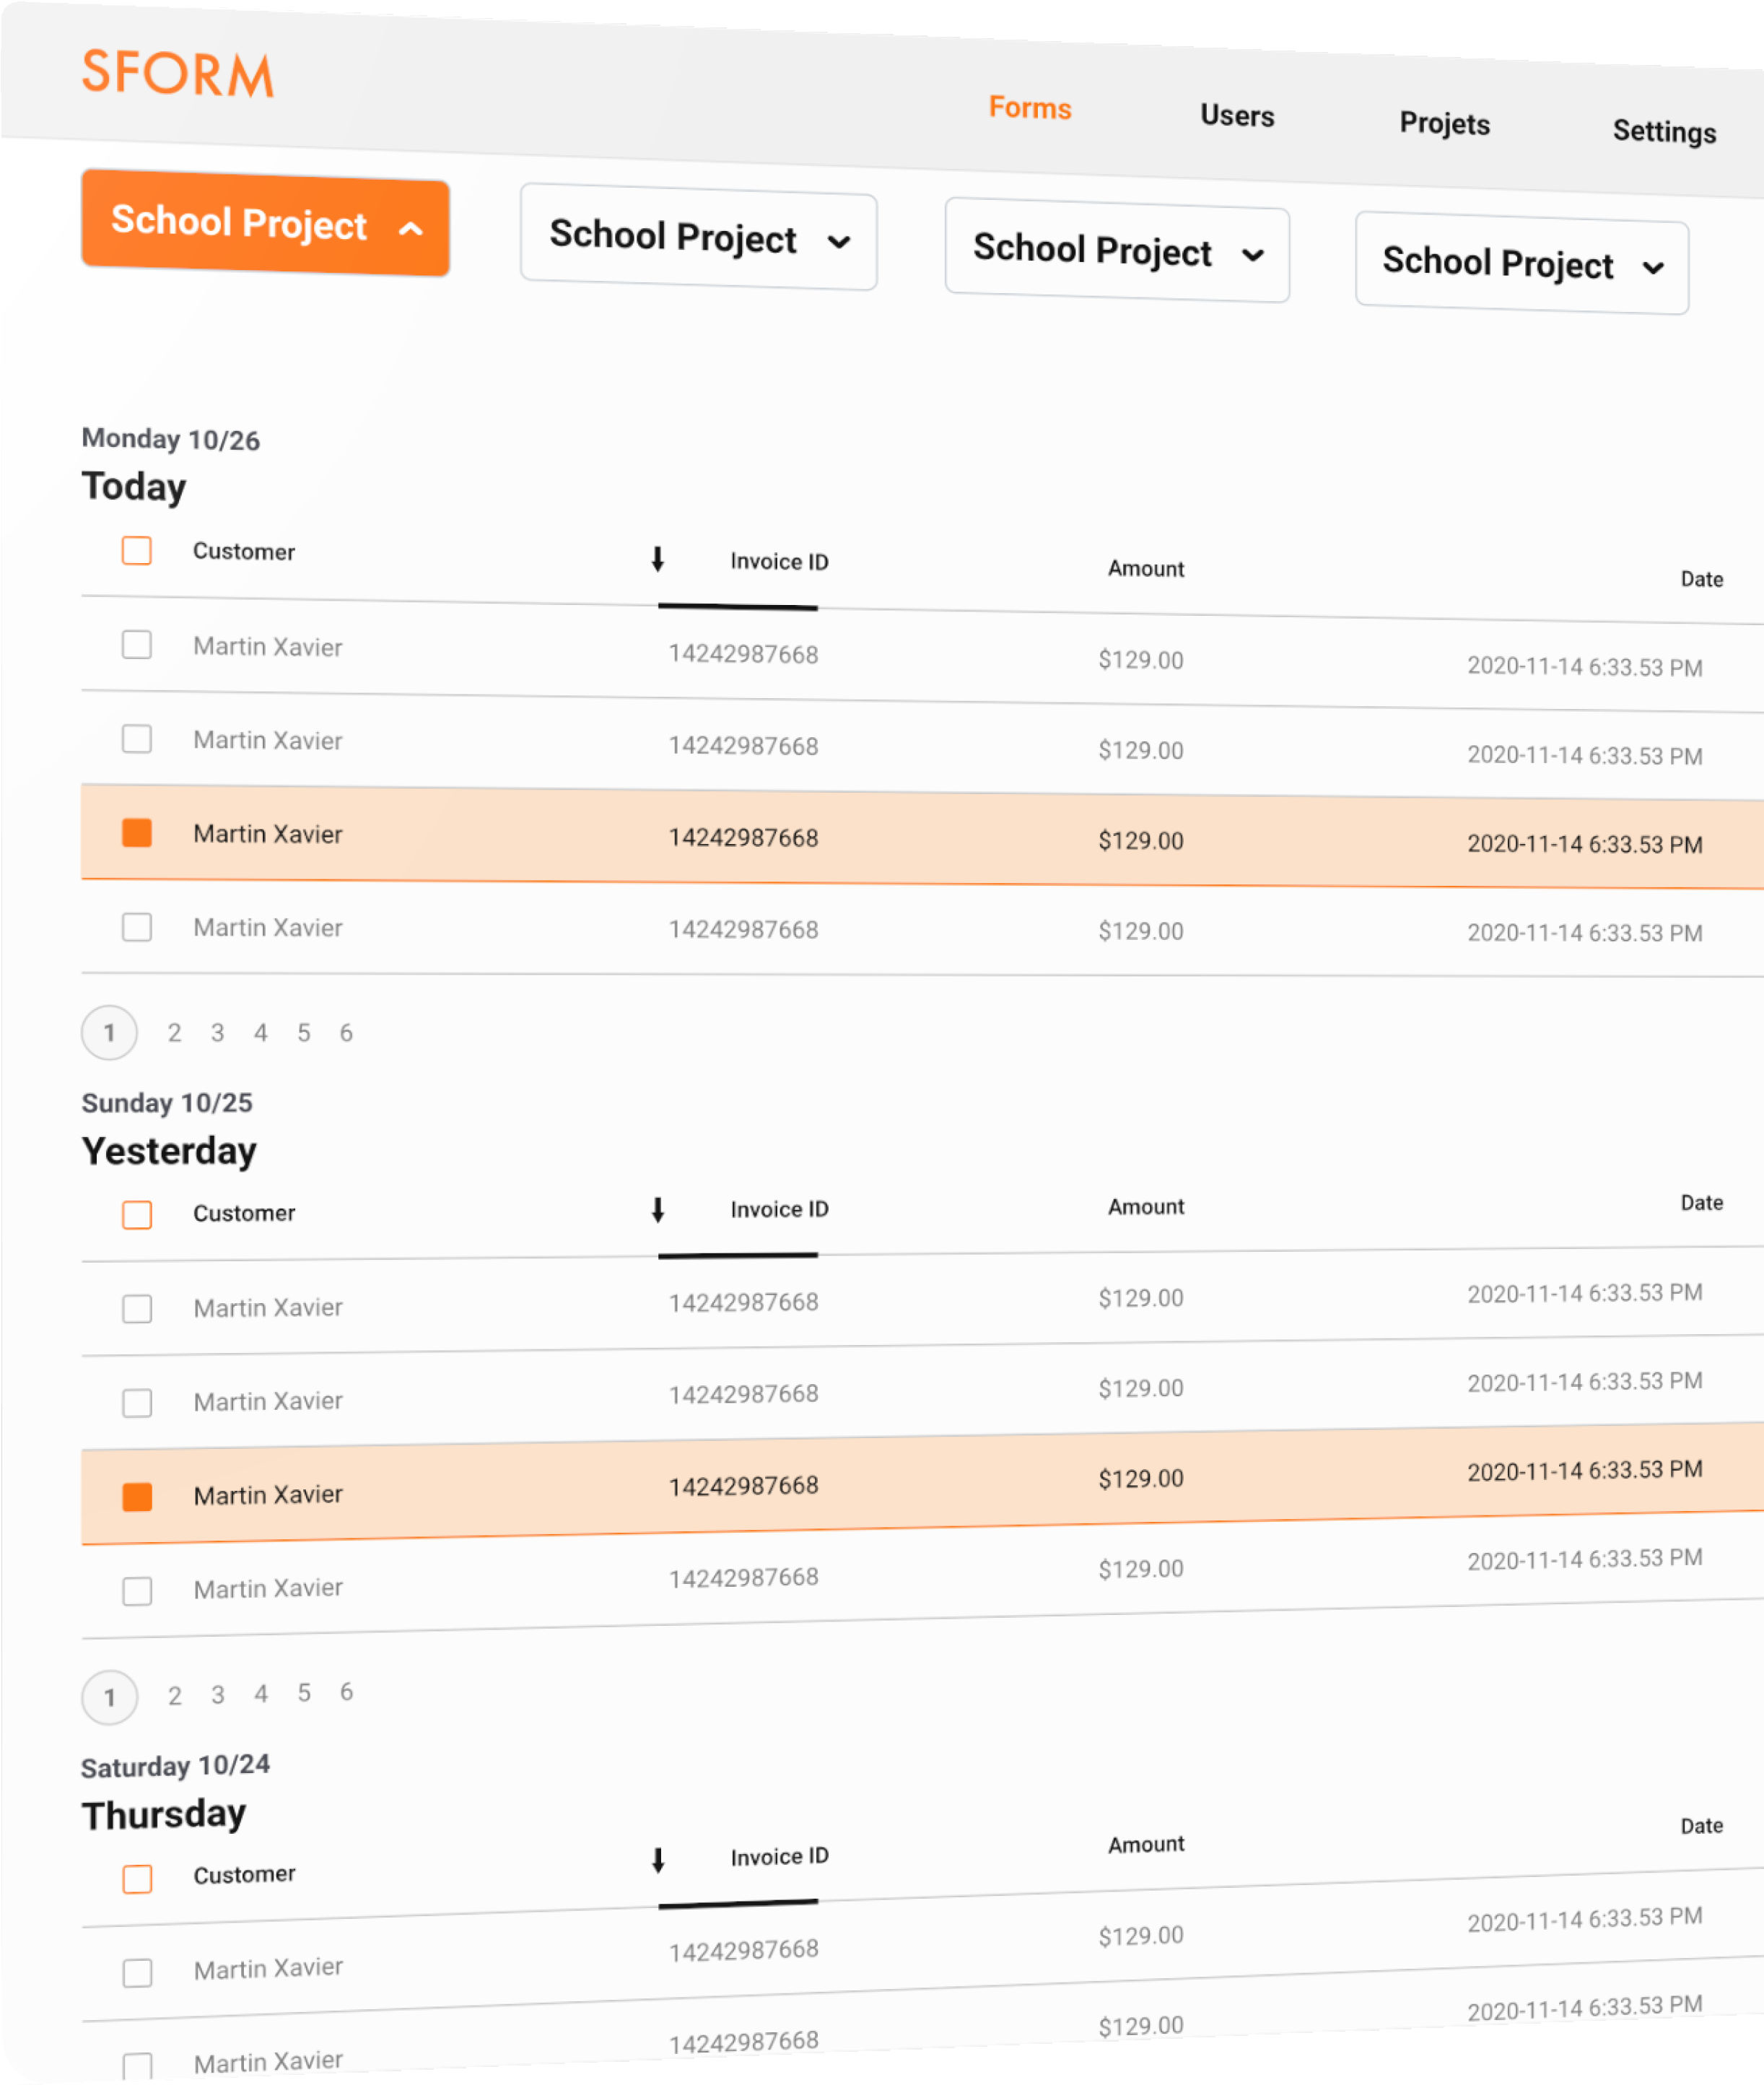 SFORM
Forms Users Projets Settings
School Project School Project School Project School Project
Monday 10/26
Today
Customer Invoice ID Amount Date
Martin Xavier 14242987668 $129.00 2020-11-14 6:33.53 PM
Martin Xavier 14242987668 $129.00 2020-11-14 6:33.53 PM
Martin Xavier 14242987668 $129.00 2020-11-14 6:33.53 PM
Martin Xavier 14242987668 $129.00 2020-11-14 6:33.53 PM
1 2 3 4 5 6
Sunday 10/25
Yesterday
Customer Invoice ID Amount Date
Martin Xavier 14242987668 $129.00 2020-11-14 6:33.53 PM
Martin Xavier 14242987668 $129.00 2020-11-14 6:33.53 PM
Martin Xavier 14242987668 $129.00 2020-11-14 6:33.53 PM
Martin Xavier 14242987668 $129.00 2020-11-14 6:33.53 PM
1 2 3 4 5 6
Saturday 10/24
Thursday
Customer Invoice ID Amount Date
Martin Xavier 14242987668 $129.00 2020-11-14 6:33.53 PM
Martin Xavier 14242987668 $129.00 2020-11-14 6:33.53 PM